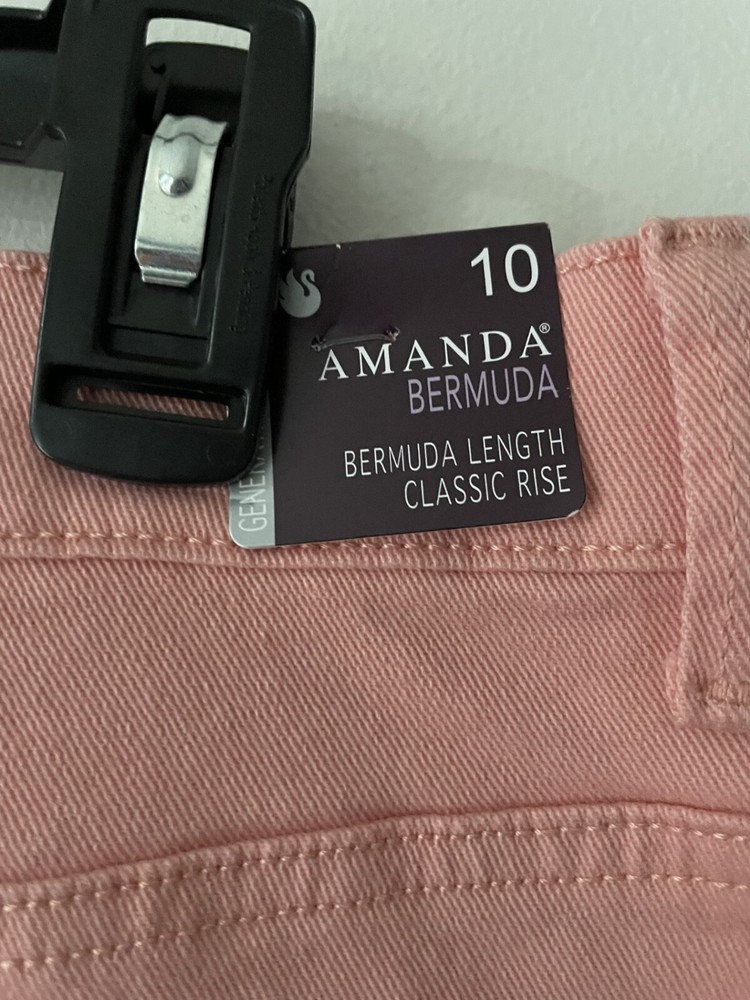 10
AMANDA®
BERMUDA
BERMUDA LENGTH
CLASSIC RISE